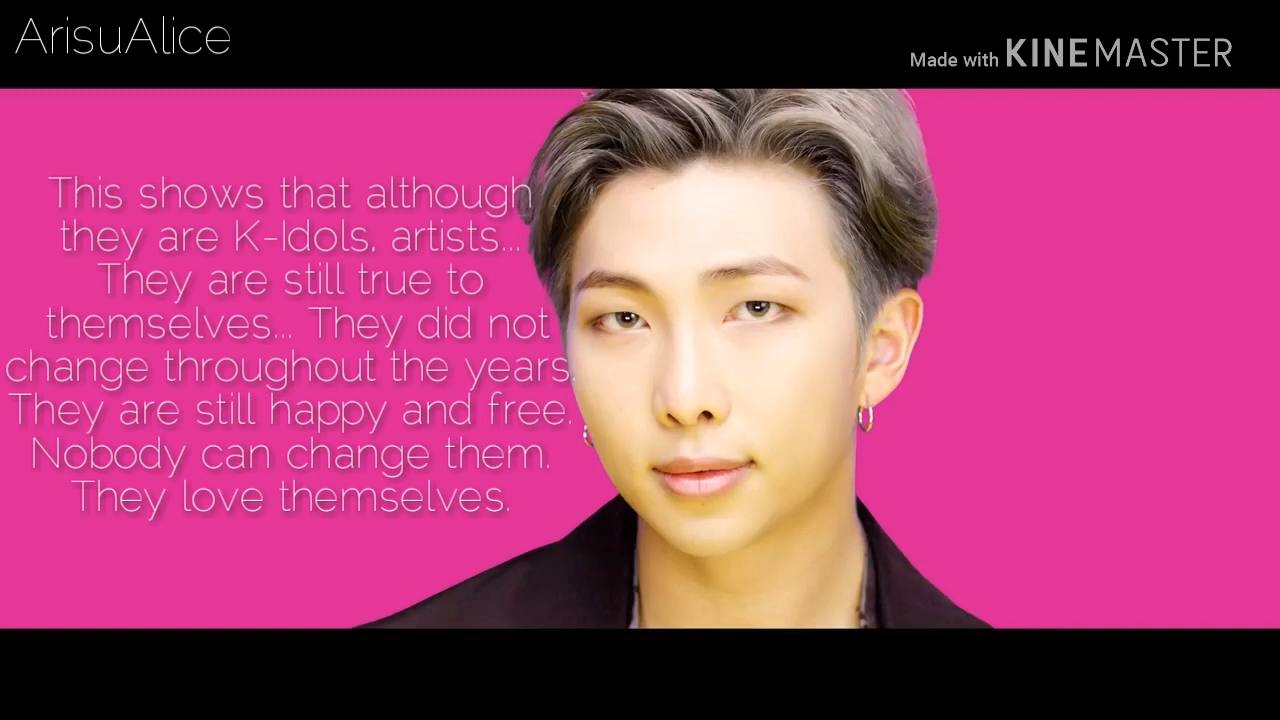 ArisuAlice
Made with KINEMASTER
This shows that although
they are K-Idols, artists...
They are still true to
themselves... They did not
change throughout the years.
They are still happy and free.
Nobody can change them.
They love themselves.